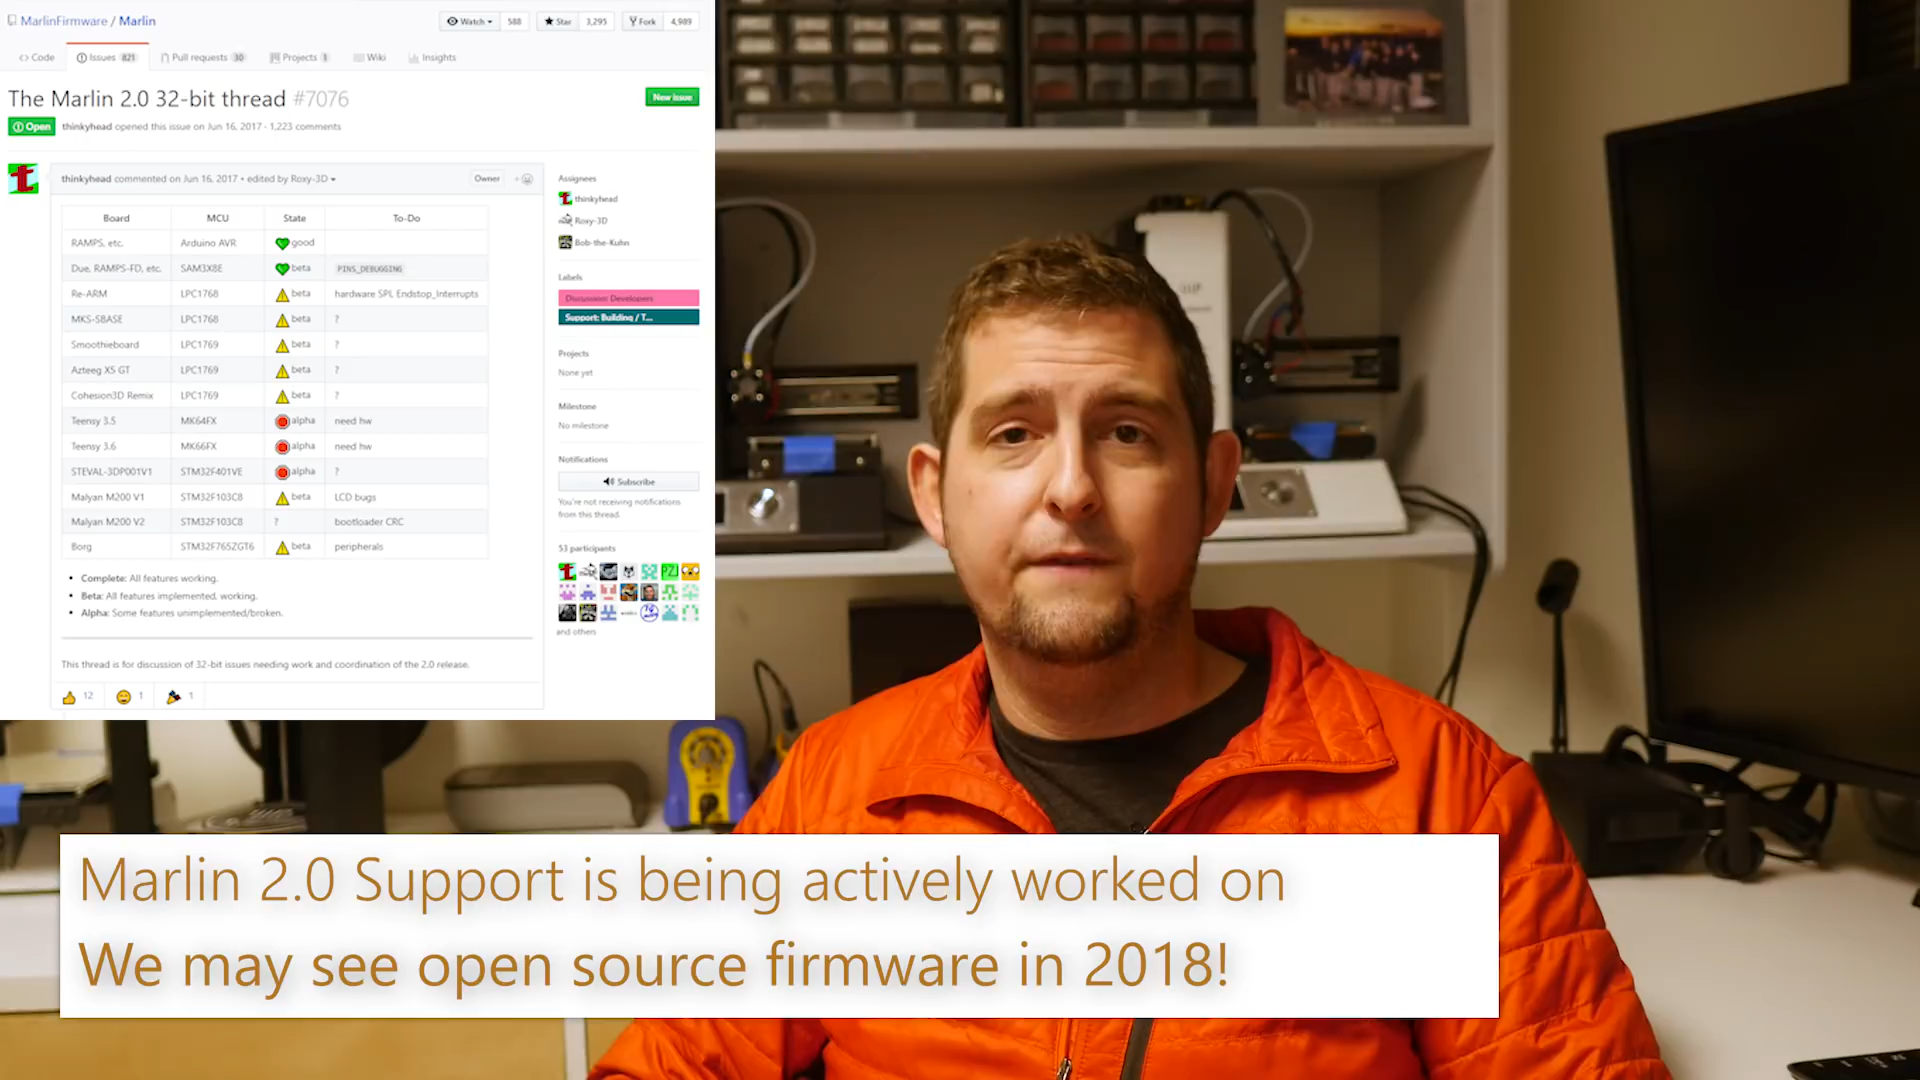 MarlinFirmware / Marlin
Watch 588 Star 3,295 Fork 4,989
Code Issues 821 Pull requests 30 Projects 1 Wiki Insights
The Marlin 2.0 32-bit thread #7076
New issue
Open thinkyhead opened this issue on Jun 16, 2017 · 1,223 comments
thinkyhead commented on Jun 16, 2017 • edited by Roxy-3D
Owner
Board MCU State To-Do
RAMPS, etc. Arduino AVR good
Due, RAMPS-FD, etc. SAM3X8E beta PINS_DEBUGGING
Re-ARM LPC1768 beta hardware SPI, Endstop_Interrupts
MKS-SBASE LPC1768 beta ?
Smoothieboard LPC1769 beta ?
Azteeg X5 GT LPC1769 beta ?
Cohesion3D Remix LPC1769 beta ?
Teensy 3.5 MK64FX alpha need hw
Teensy 3.6 MK66FX alpha need hw
STEVAL-3DP001V1 STM32F401VE alpha ?
Malyan M200 V1 STM32F103C8 beta LCD bugs
Malyan M200 V2 STM32F103C8 ? bootloader CRC
Borg STM32F765ZGT6 beta peripherals
• Complete: All features working.
• Beta: All features implemented, working.
• Alpha: Some features unimplemented/broken.
This thread is for discussion of 32-bit issues needing work and coordination of the 2.0 release.
12 1 1
Assignees
thinkyhead
Roxy-3D
Bob-the-Kuhn
Labels
Discussion: Developers
Support: Building / T...
Projects
None yet
Milestone
No milestone
Notifications
Subscribe
You're not receiving notifications
from this thread.
53 participants
and others
Marlin 2.0 Support is being actively worked on
We may see open source firmware in 2018!